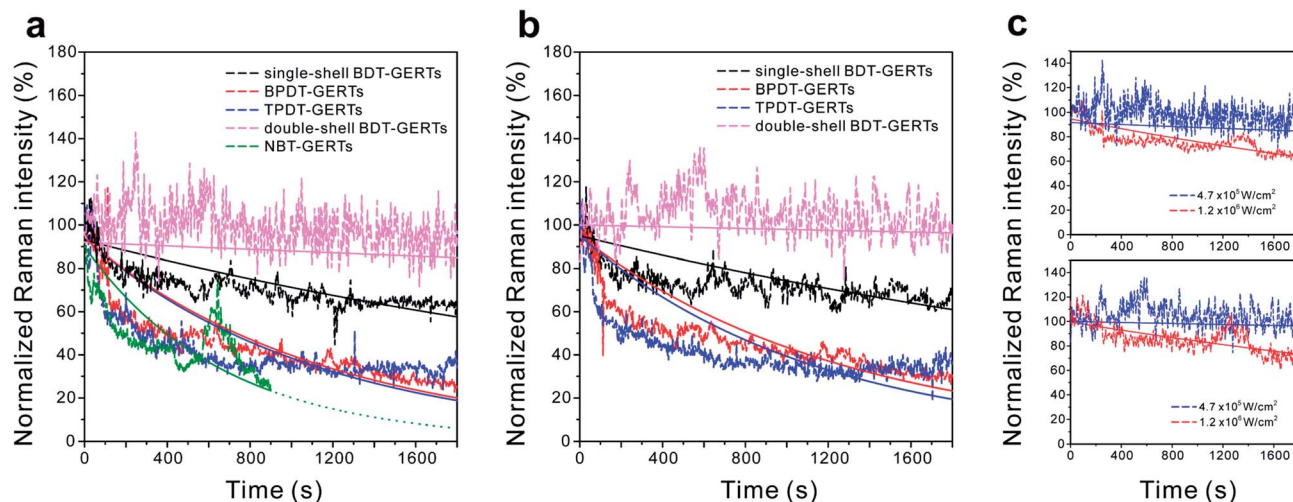 a
180
160
140
120
100
80
60
40
20
0
Normalized Raman intensity (%)
single-shell BDT-GERTs
BPDT-GERTs
TPDT-GERTs
double-shell BDT-GERTs
NBT-GERTs
0 400 800 1200 1600
Time (s)
b
180
160
140
120
100
80
60
40
20
0
Normalized Raman intensity (%)
single-shell BDT-GERTs
BPDT-GERTs
TPDT-GERTs
double-shell BDT-GERTs
0 400 800 1200 1600
Time (s)
c
Normalized Raman intensity (%)
140
120
100
80
60
40
20
0
4.7 x10⁵W/cm²
1.2 x10⁶W/cm²
0 400 800 1200 1600
140
120
100
80
60
40
20
0
4.7 x10⁵W/cm²
1.2 x10⁶W/cm²
0 400 800 1200 1600
Time (s)